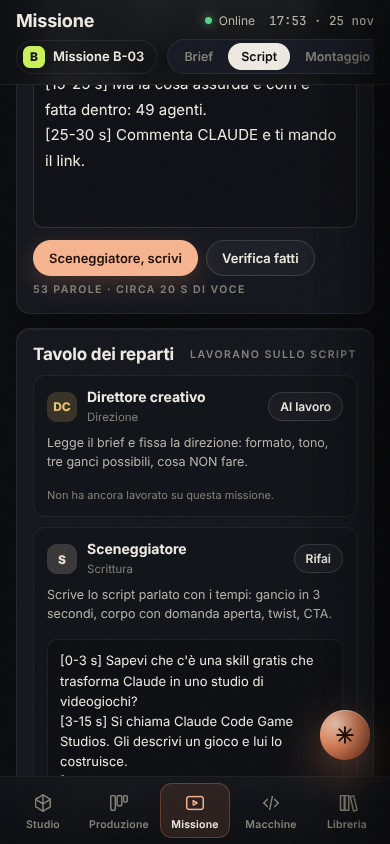 Missione
Online 17:53 · 25 nov
B Missione B-03
Brief Script Montaggio
[15-25 s] Ma la cosa assurda è com'è
fatta dentro: 49 agenti.
[25-30 s] Commenta CLAUDE e ti mando
il link.
Sceneggiatore, scrivi Verifica fatti
53 PAROLE · CIRCA 20 S DI VOCE
Tavolo dei reparti LAVORANO SULLO SCRIPT
DC Direttore creativo
Direzione
Al lavoro
Legge il brief e fissa la direzione: formato, tono,
tre ganci possibili, cosa NON fare.
Non ha ancora lavorato su questa missione.
S Sceneggiatore
Scrittura
Rifai
Scrive lo script parlato con i tempi: gancio in 3
secondi, corpo con domanda aperta, twist, CTA.
[0-3 s] Sapevi che c'è una skill gratis che
trasforma Claude in uno studio di
videogiochi?
[3-15 s] Si chiama Claude Code Game
Studios. Gli descrivi un gioco e lui lo
costruisce.
Studio Produzione Missione Macchine Libreria